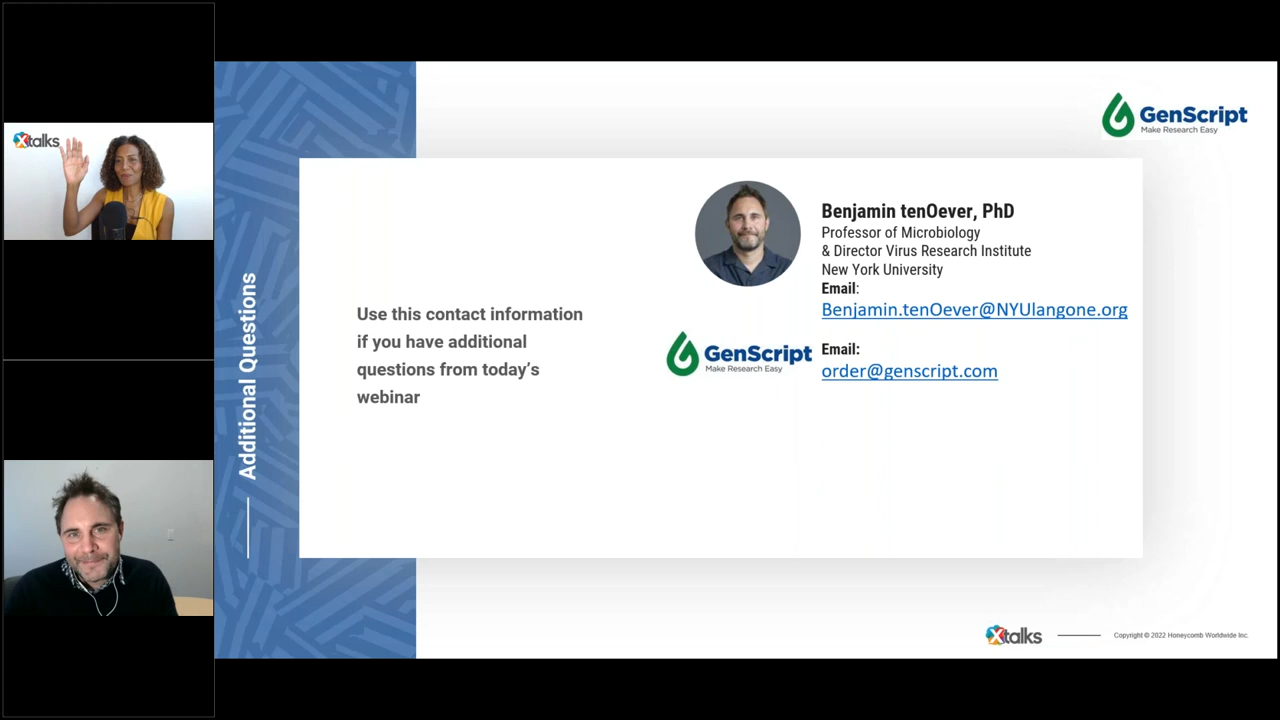 Xtalks
GenScript
Make Research Easy
Additional Questions
Use this contact information
if you have additional
questions from today’s
webinar
Benjamin tenOever, PhD
Professor of Microbiology
& Director Virus Research Institute
New York University
Email:
Benjamin.tenOever@NYUlangone.org
GenScript
Make Research Easy
Email:
order@genscript.com
Xtalks
Copyright © 2022 Honeycomb Worldwide Inc.